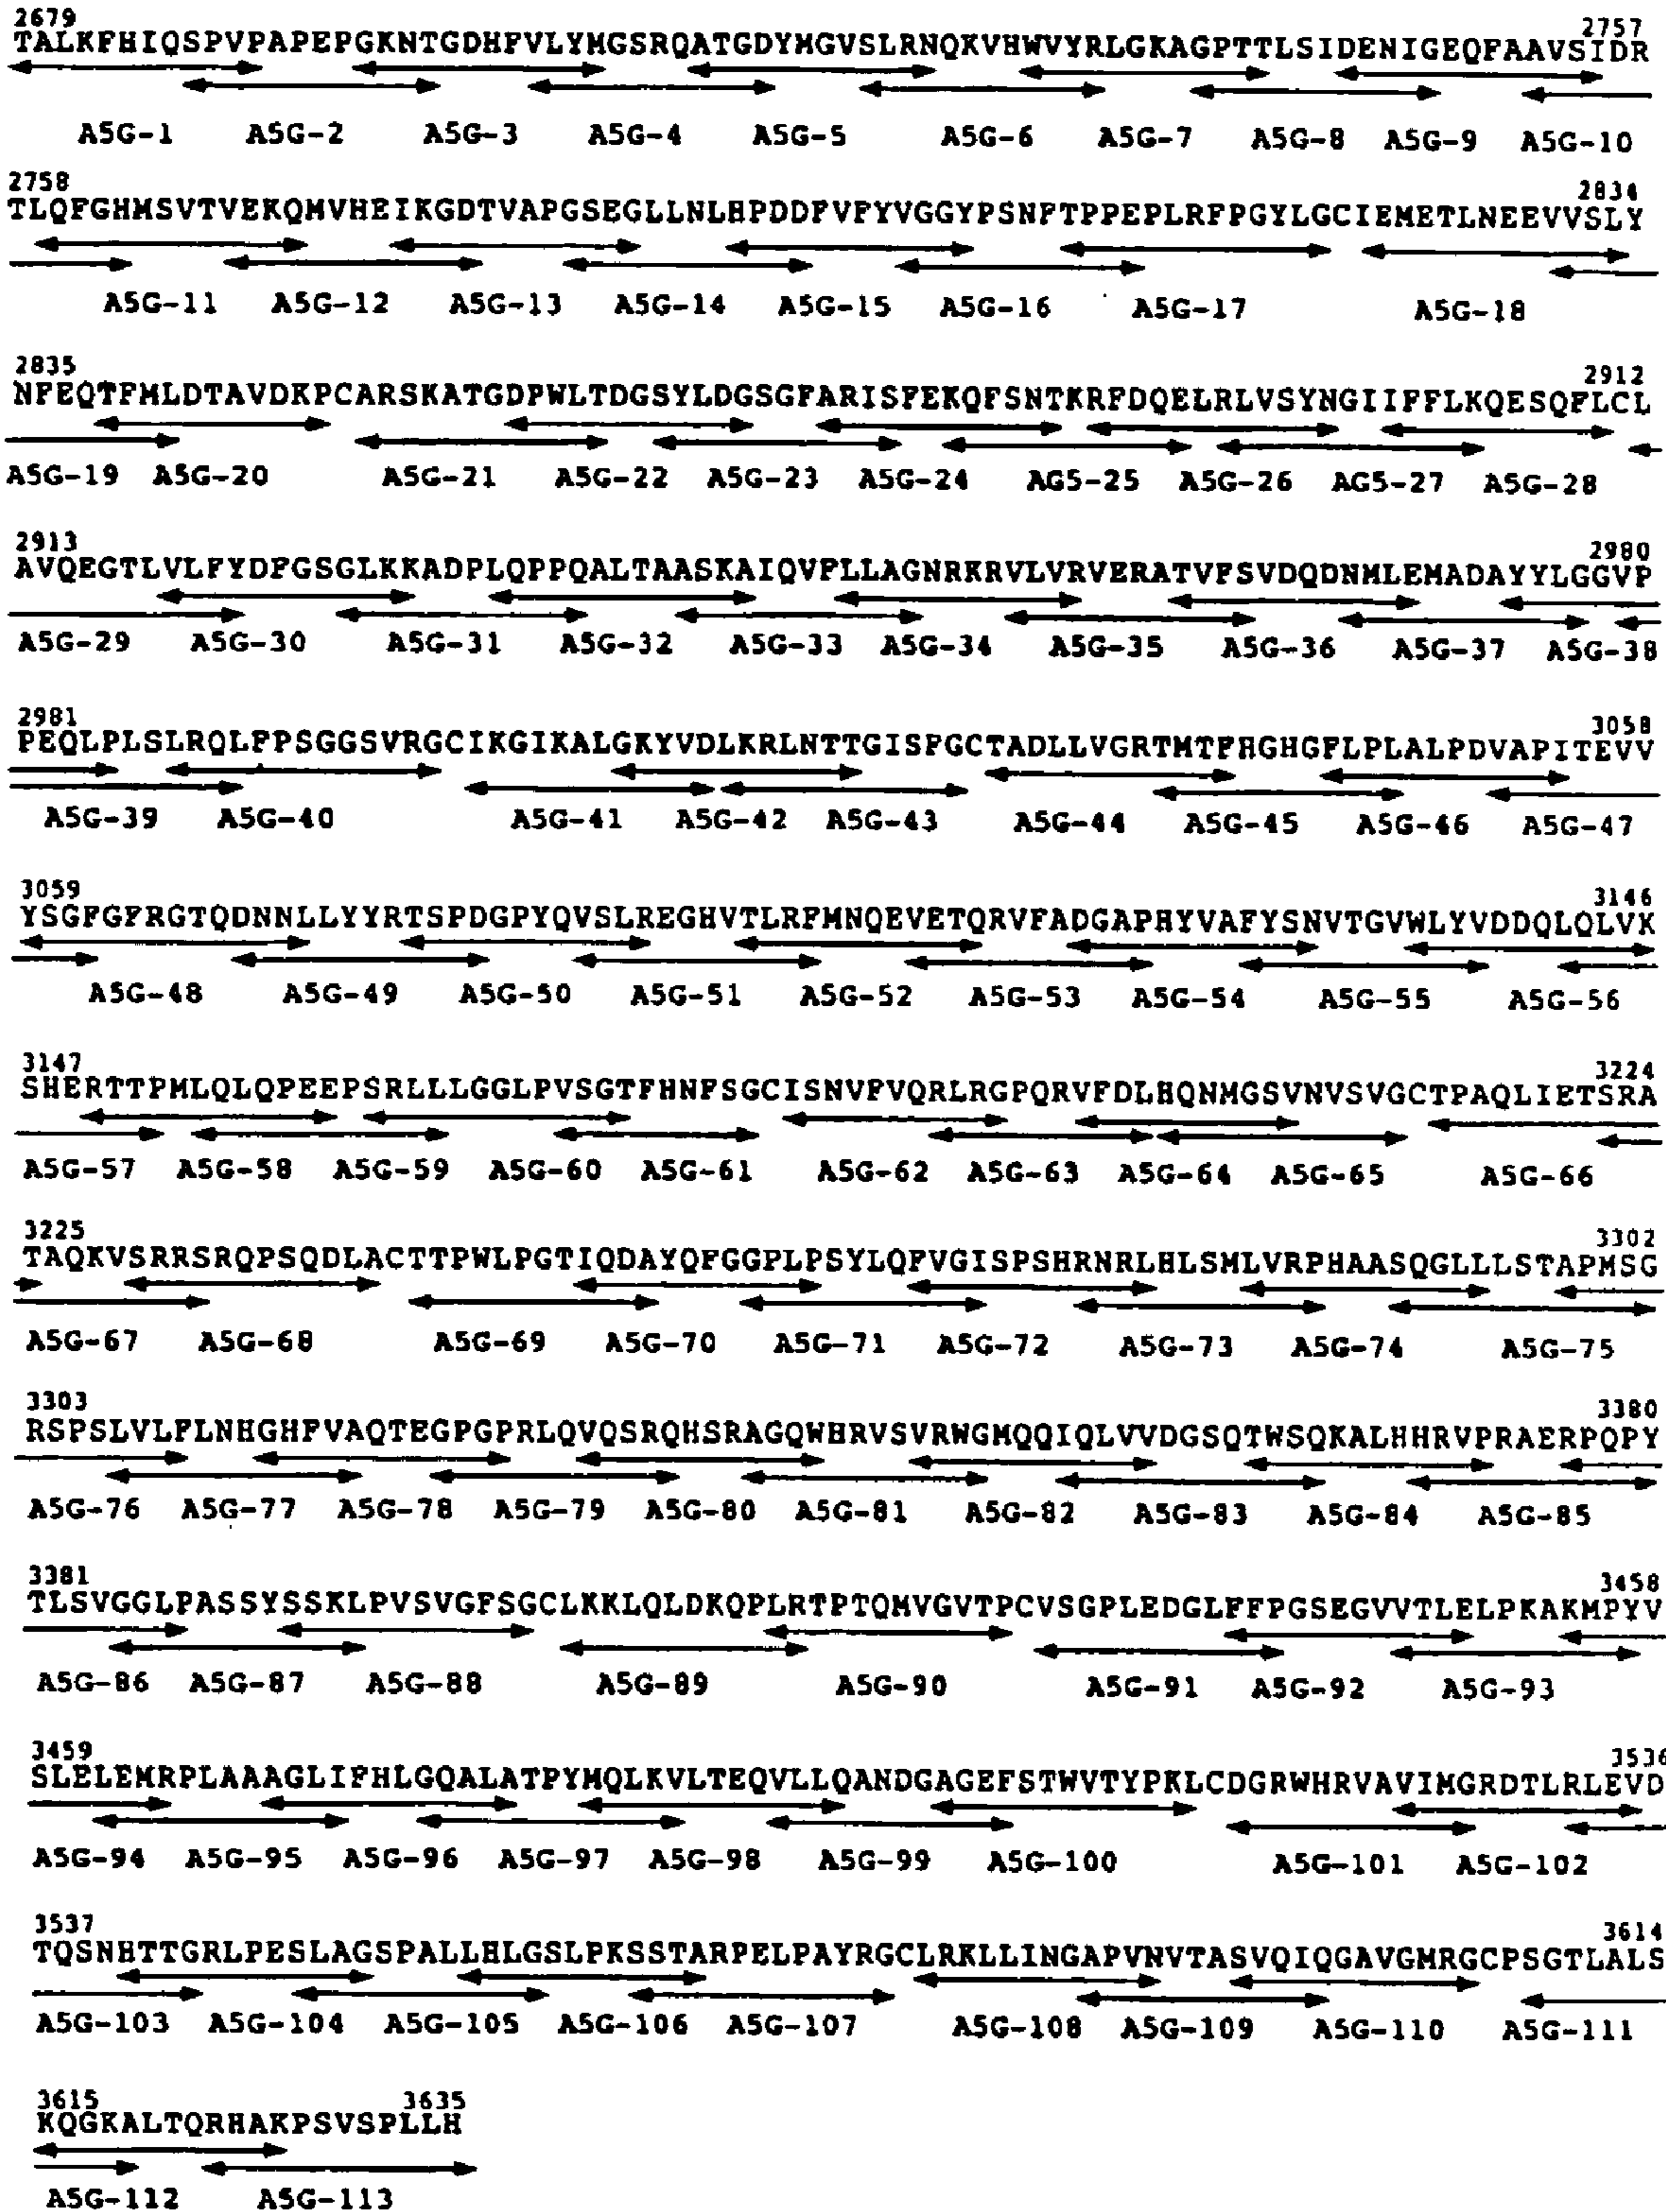 2679 2757
TALKFHIQSPVPAPEPGKNTGDHFVLYMGSRQATGDYMGVSLRNQKVHWVYRLGKAGPTTLSIDENIGEQFAAVSIDR
A5G-1 A5G-2 A5G-3 A5G-4 A5G-5 A5G-6 A5G-7 A5G-8 A5G-9 A5G-10
2758 2834
TLQFGHMSVTVEKQMVHEIKGDTVAPGSEGLLNLHPDDFVFYVGGYPSNFTPPEPLRFPGYLGCIEMETLNEEVVSLY
A5G-11 A5G-12 A5G-13 A5G-14 A5G-15 A5G-16 A5G-17 A5G-18
2835 2912
NFEQTFMLDTAVDKPCARSKATGDPWLTDGSYLDGSGFARISFEKQFSNTKRFDQELRLVSYNGIIFFLKQESQFLCL
A5G-19 A5G-20 A5G-21 A5G-22 A5G-23 A5G-24 AG5-25 A5G-26 AG5-27 A5G-28
2913 2980
AVQEGTLVLFYDFGSGLKKADPLQPPQALTAASKAIQVFLLAGNRKRVLVRVERATVFSVDQDNMLEMADAYYLGGVP
A5G-29 A5G-30 A5G-31 A5G-32 A5G-33 A5G-34 A5G-35 A5G-36 A5G-37 A5G-38
2981 3058
PEQLPLSLRQLFPSGGSVRGCIKGIKALGKYVDLKRLNTTGISFGCTADLLVGRTMTFHGHGFLPLALPDVAPITEVV
A5G-39 A5G-40 A5G-41 A5G-42 A5G-43 A5G-44 A5G-45 A5G-46 A5G-47
3059 3146
YSGFGFRGTQDNNLLYYRTSPDGPYQVSLREGHVTLRFMNQEVETQRVFADGAPHYVAFYSNVTGVWLYVDDQLQLVK
A5G-48 A5G-49 A5G-50 A5G-51 A5G-52 A5G-53 A5G-54 A5G-55 A5G-56
3147 3224
SHERTTPMLQLQPEEPSRLLLGGLPVSGTFHNFSGCISNVFVQRLRGPQRVFDLHQNMGSVNVSVGCTPAQLIETSRA
A5G-57 A5G-58 A5G-59 A5G-60 A5G-61 A5G-62 A5G-63 A5G-64 A5G-65 A5G-66
3225 3302
TAQKVSRRSRQPSQDLACTTPWLPGTIQDAYQFGGPLPSYLQFVGISPSHRNRLHLSMLVRPHAASQGLLLSTAPMSG
A5G-67 A5G-68 A5G-69 A5G-70 A5G-71 A5G-72 A5G-73 A5G-74 A5G-75
3303 3380
RSPSLVLFLNHGHFVAQTEGPGPRLQVQSRQHSRAGQWHRVSVRWGMQQIQLVVDGSQTWSQKALHHRVPRAERPQPY
A5G-76 A5G-77 A5G-78 A5G-79 A5G-80 A5G-81 A5G-82 A5G-83 A5G-84 A5G-85
3381 3458
TLSVGGLPASSYSSKLPVSVGFSGCLKKLQLDKQPLRTPTQMVGVTPCVSGPLEDGLFFPGSEGVVTLELPKAKMPYV
A5G-86 A5G-87 A5G-88 A5G-89 A5G-90 A5G-91 A5G-92 A5G-93
3459 3536
SLELEMRPLAAAGLIFHLGQALATPYMQLKVLTEQVLLQANDGAGEFSTWVTYPKLCDGRWHRVAVIMGRDTLRLEVD
A5G-94 A5G-95 A5G-96 A5G-97 A5G-98 A5G-99 A5G-100 A5G-101 A5G-102
3537 3614
TQSNHTTGRLPESLAGSPALLHLGSLPKSSTARPELPAYRGCLRKLLINGAPVNVTASVQIQGAVGMRGCPSGTLALS
A5G-103 A5G-104 A5G-105 A5G-106 A5G-107 A5G-108 A5G-109 A5G-110 A5G-111
3615 3635
KQGKALTQRHAKPSVSPLLH
A5G-112 A5G-113